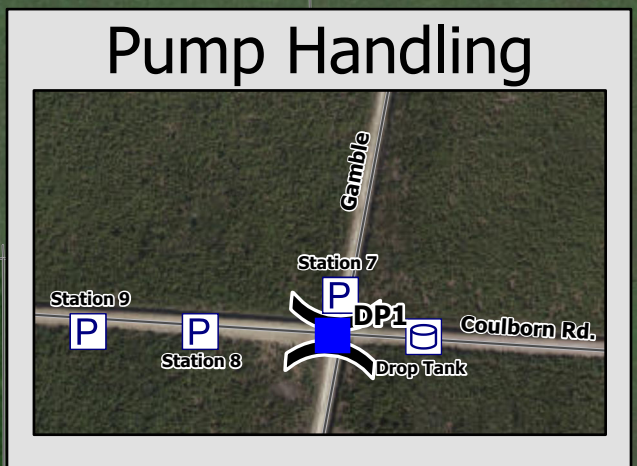 Pump Handling
Gamble
Station 7
P
Station 9
P
P
DP1
Coulborn Rd.
Station 8
Drop Tank